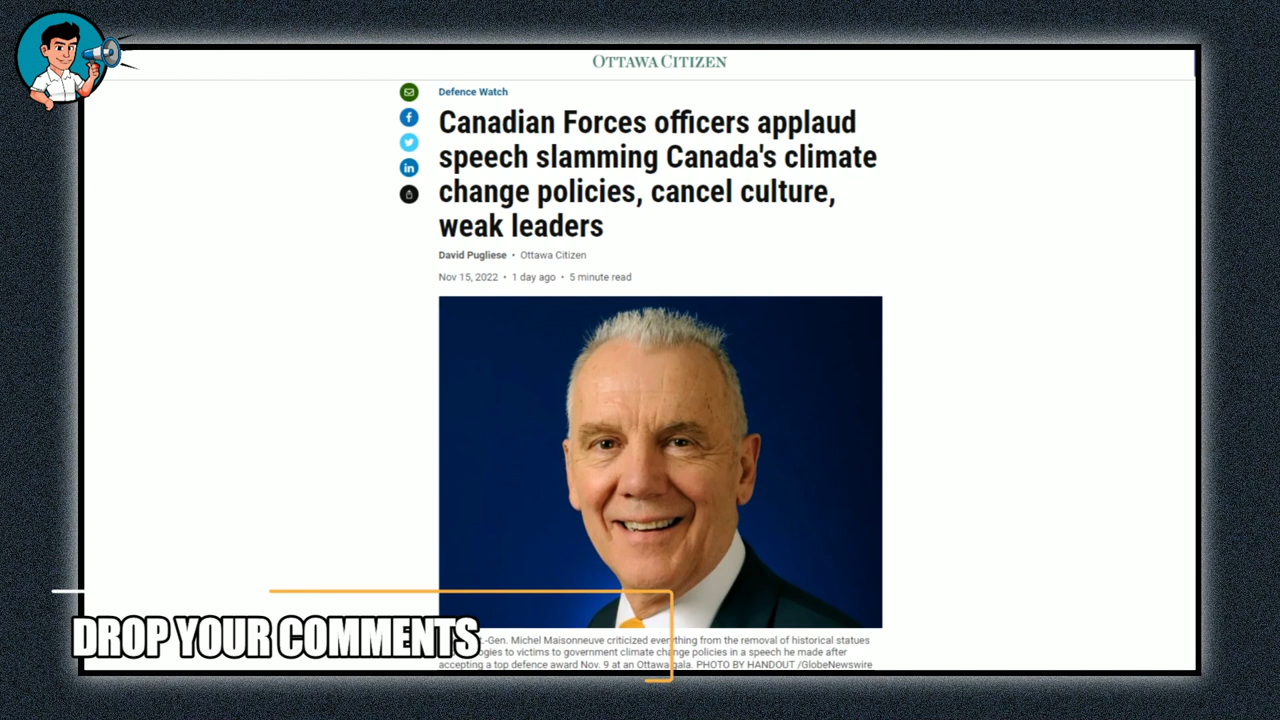 OTTAWA CITIZEN
Defence Watch
Canadian Forces officers applaud
speech slamming Canada's climate
change policies, cancel culture,
weak leaders
David Pugliese • Ottawa Citizen
Nov 15, 2022 • 1 day ago • 5 minute read
DROP YOUR COMMENTS
-Gen. Michel Maisonneuve criticized everything from the removal of historical statues
to victims to government climate change policies in a speech he made after
accepting a top defence award Nov. 9 at an Ottawa gala. PHOTO BY HANDOUT /GlobeNewswire